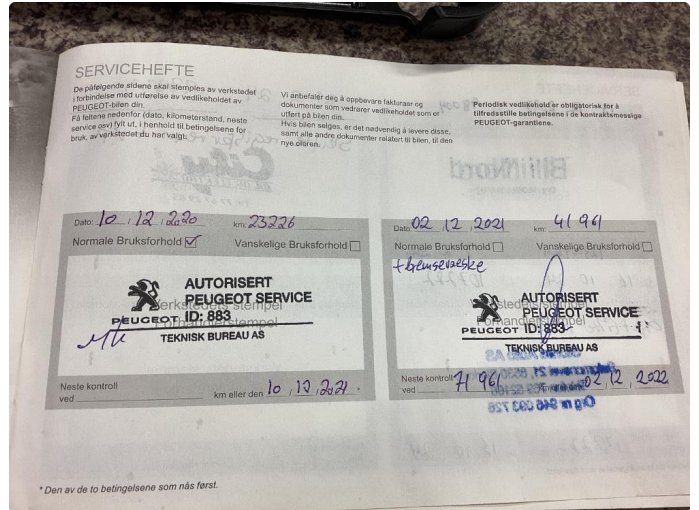 SERVICEHEFTE
De påfølgende sidene skal stemples av verkstedet
i forbindelse med utførelse av vedlikeholdet av
PEUGEOT-bilen din.
Få feltene nedenfor (dato, kilometerstand, neste
service osv) fylt ut, i henhold til betingelsene for
bruk, av verkstedet du har valgt.
Vi anbefaler deg å oppbevare fakturaer og
dokumenter som vedrører vedlikeholdet som er
utført på bilen din.
Hvis bilen selges, er det nødvendig å levere disse,
samt alle andre dokumenter relatert til bilen, til den
nye eieren.
Periodisk vedlikehold er obligatorisk for å
tilfredsstille betingelsene i de kontraktsmessige
PEUGEOT-garantiene.
Dato: 10, 12, 2020 km: 23226
Normale Bruksforhold Vanskelige Bruksforhold
AUTORISERT
PEUGEOT SERVICE
PEUGEOT ID: 883
TEKNISK BUREAU AS
Neste kontroll
ved km eller den 10, 12, 2021.
Dato: 02, 12, 2021 km: 41961
Normale Bruksforhold Vanskelige Bruksforhold
+bremsevæske
AUTORISERT
PEUGEOT SERVICE
PEUGEOT ID: 883
TEKNISK BUREAU AS
Neste kontroll
ved 71961 02, 12, 2022
* Den av de to betingelsene som nås først.